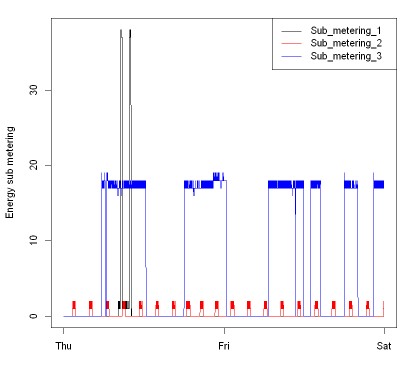 Sub_metering_1
Sub_metering_2
Sub_metering_3
Energy sub metering
30
20
10
0
Thu Fri Sat